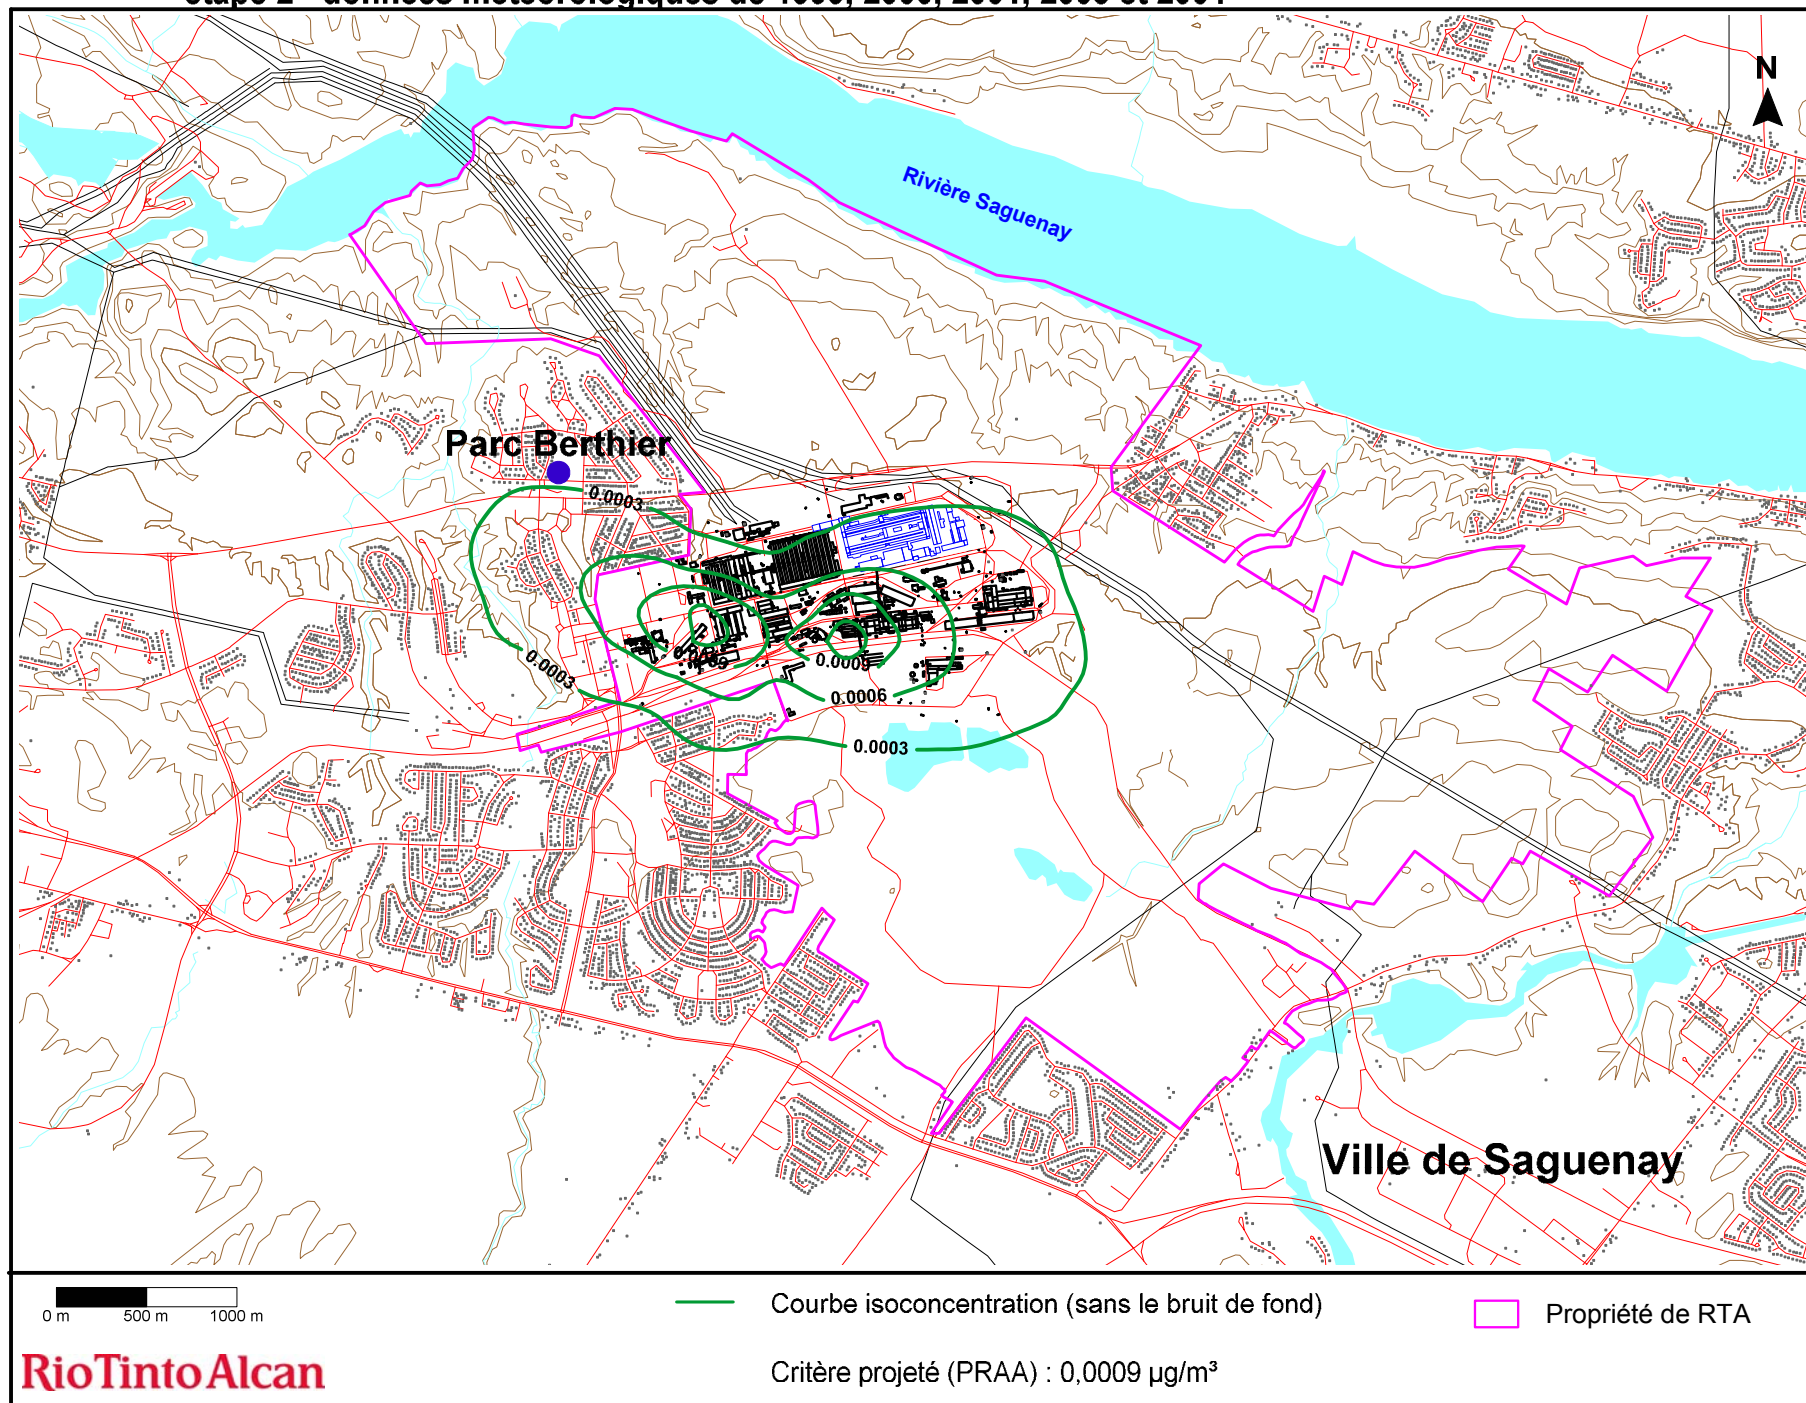 N
Rivière Saguenay
Parc Berthier
0.0003
0.0003
0.0009
0.0006
0.0003
Ville de Saguenay
0 m 500 m 1000 m
Courbe isoconcentration (sans le bruit de fond)
Propriété de RTA
RioTintoAlcan
Critère projeté (PRAA) : 0,0009 µg/m³